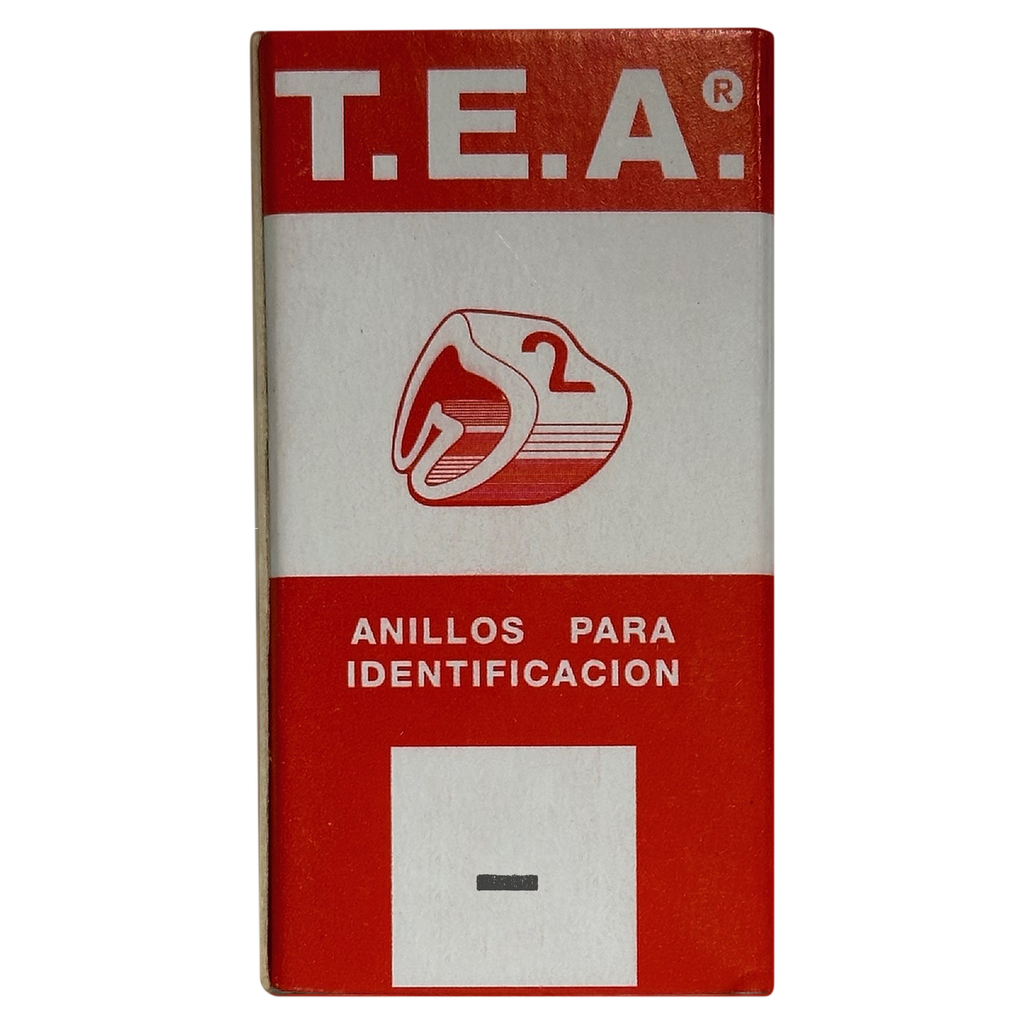 T.E.A.®
2
ANILLOS PARA
IDENTIFICACION
-